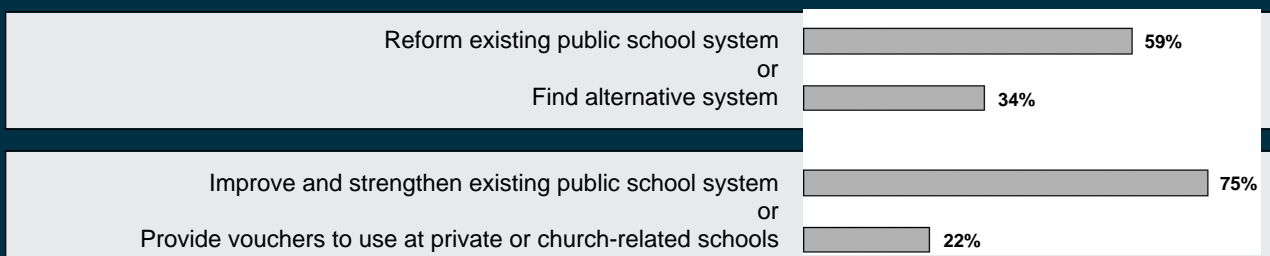 Reform existing public school system 59%
or
Find alternative system 34%
Improve and strengthen existing public school system 75%
or
Provide vouchers to use at private or church-related schools 22%